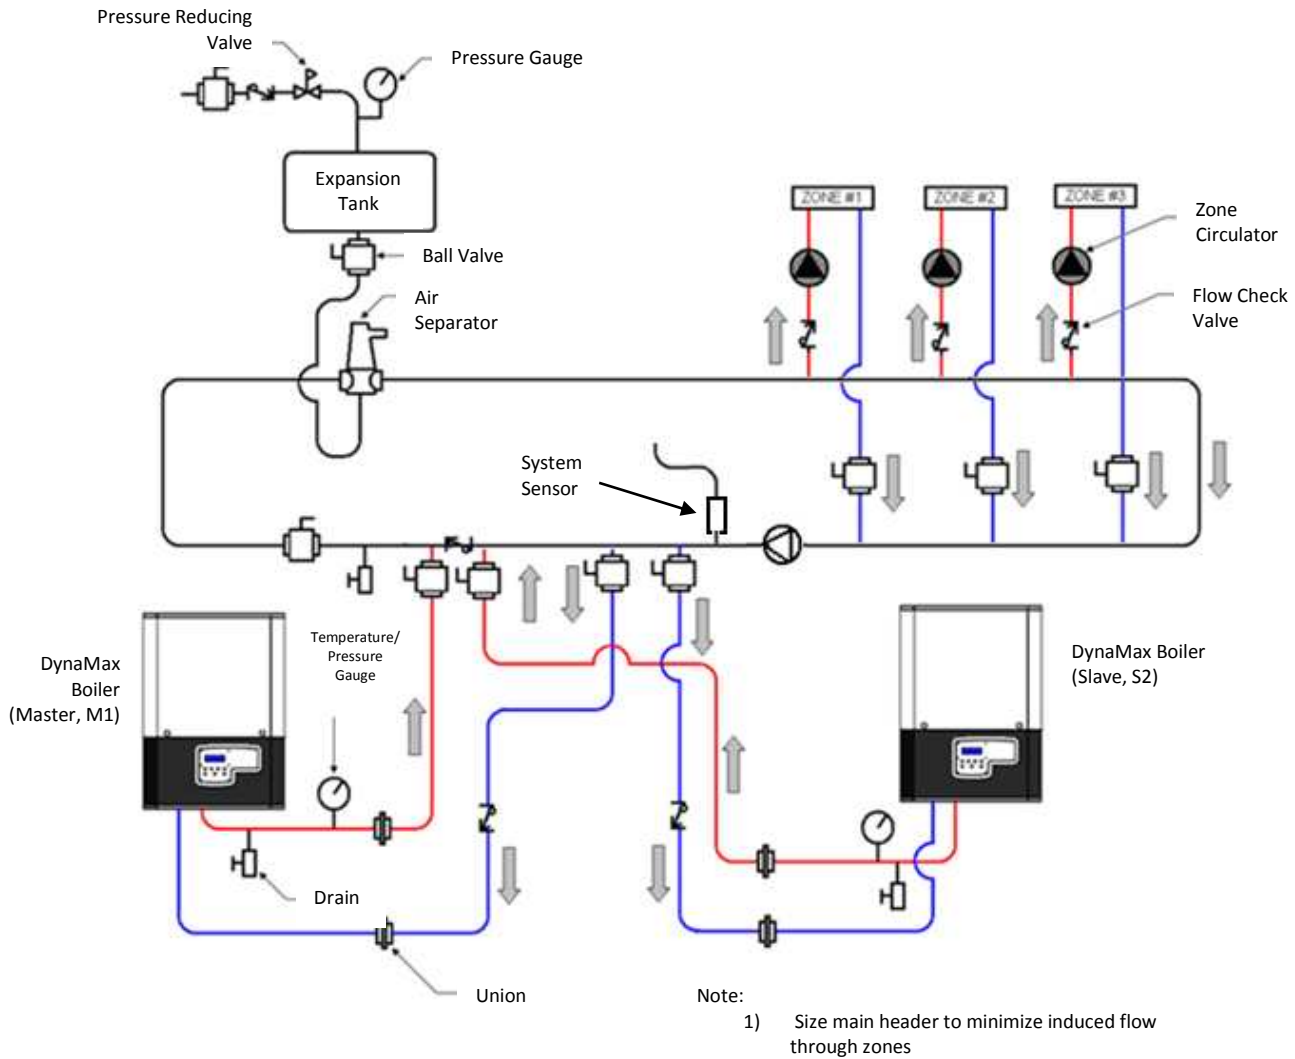 Pressure Reducing
Valve
Pressure Gauge
Expansion
Tank
Ball Valve
Air
Separator
ZONE #1
ZONE #2
ZONE #3
Zone
Circulator
Flow Check
Valve
System
Sensor
DynaMax
Boiler
(Master, M1)
Temperature/
Pressure
Gauge
DynaMax Boiler
(Slave, S2)
Drain
Union
Note:
1) Size main header to minimize induced flow
through zones